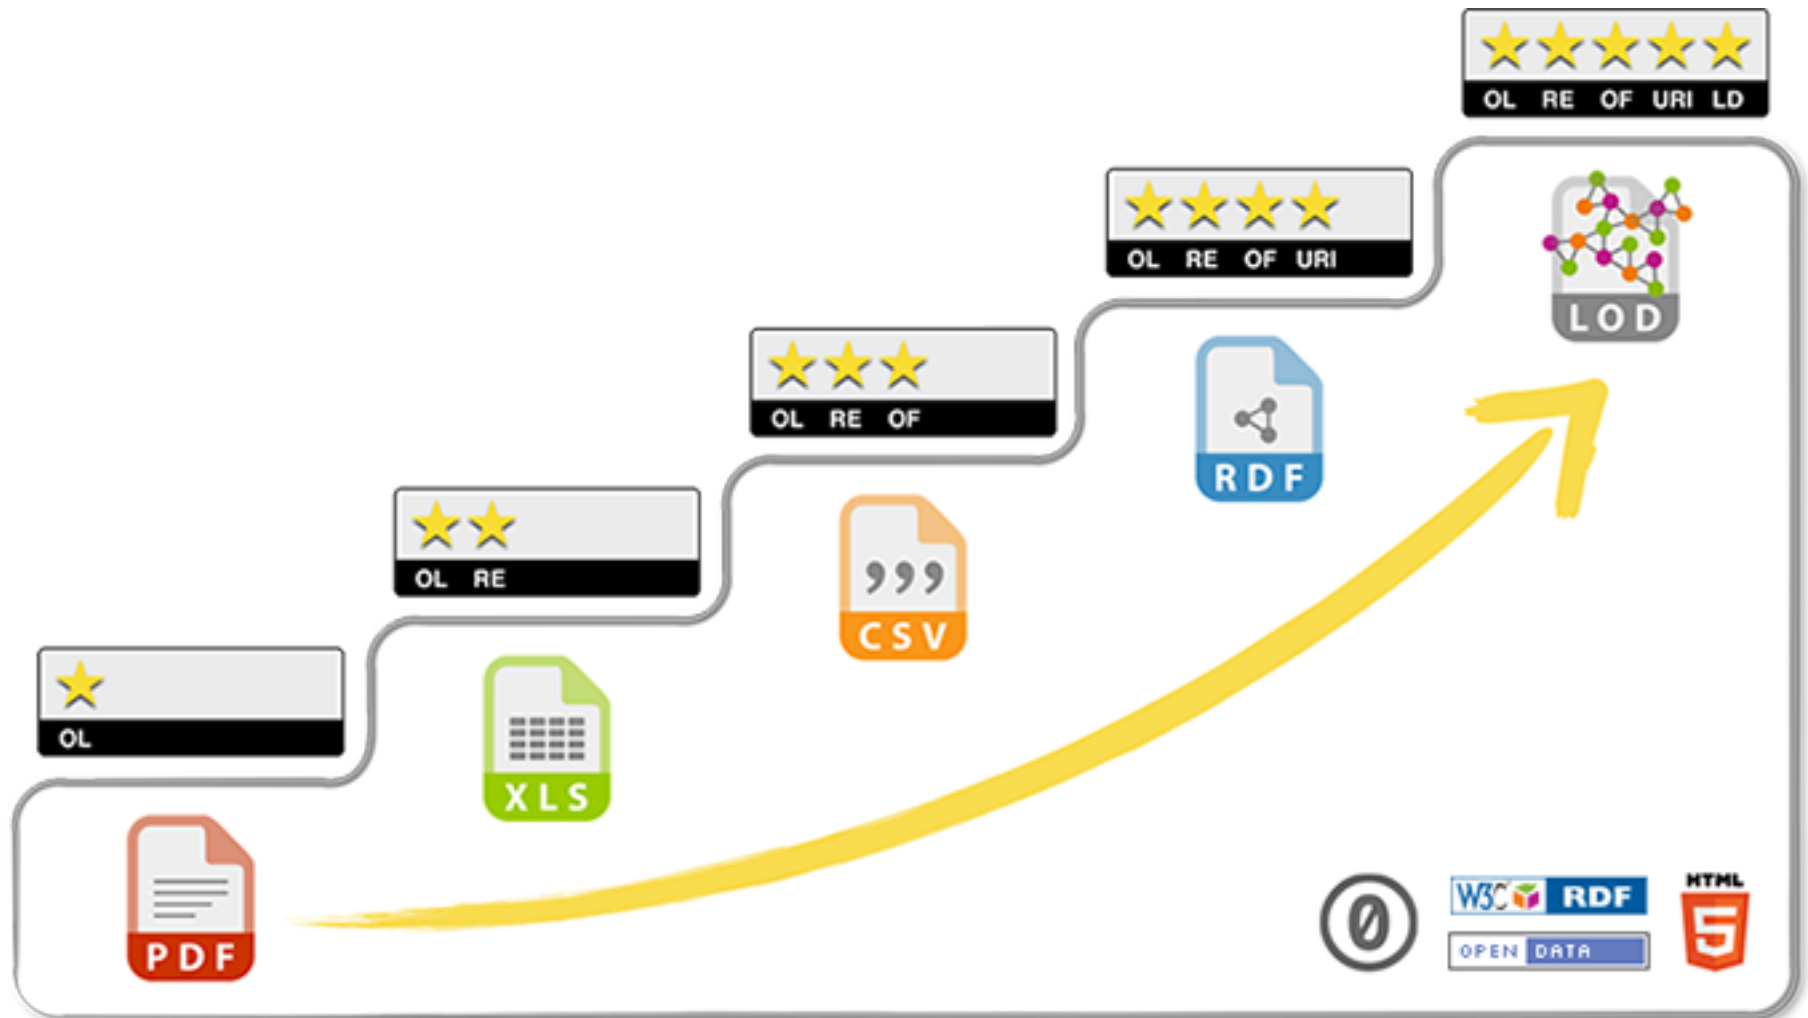 OL RE OF URI LD
LOD
OL RE OF URI
RDF
OL RE OF
,,,
CSV
OL RE
XLS
OL
PDF
0
W3C RDF
OPEN DATA
HTML
5